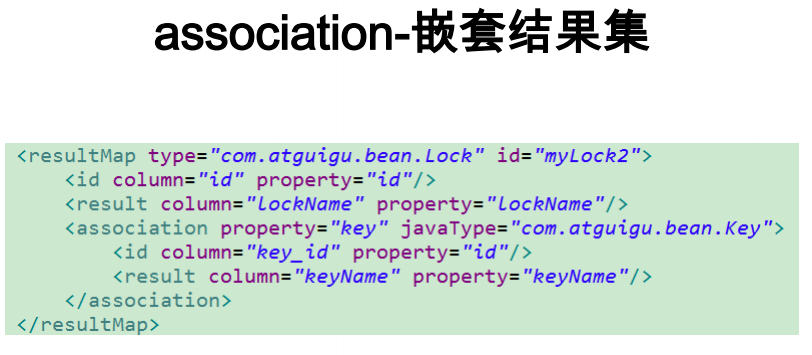 association-嵌套结果集
<resultMap type="com.atguigu.bean.Lock" id="myLock2">
<id column="id" property="id"/>
<result column="lockName" property="lockName"/>
<association property="key" javaType="com.atguigu.bean.Key">
<id column="key_id" property="id"/>
<result column="keyName" property="keyName"/>
</association>
</resultMap>